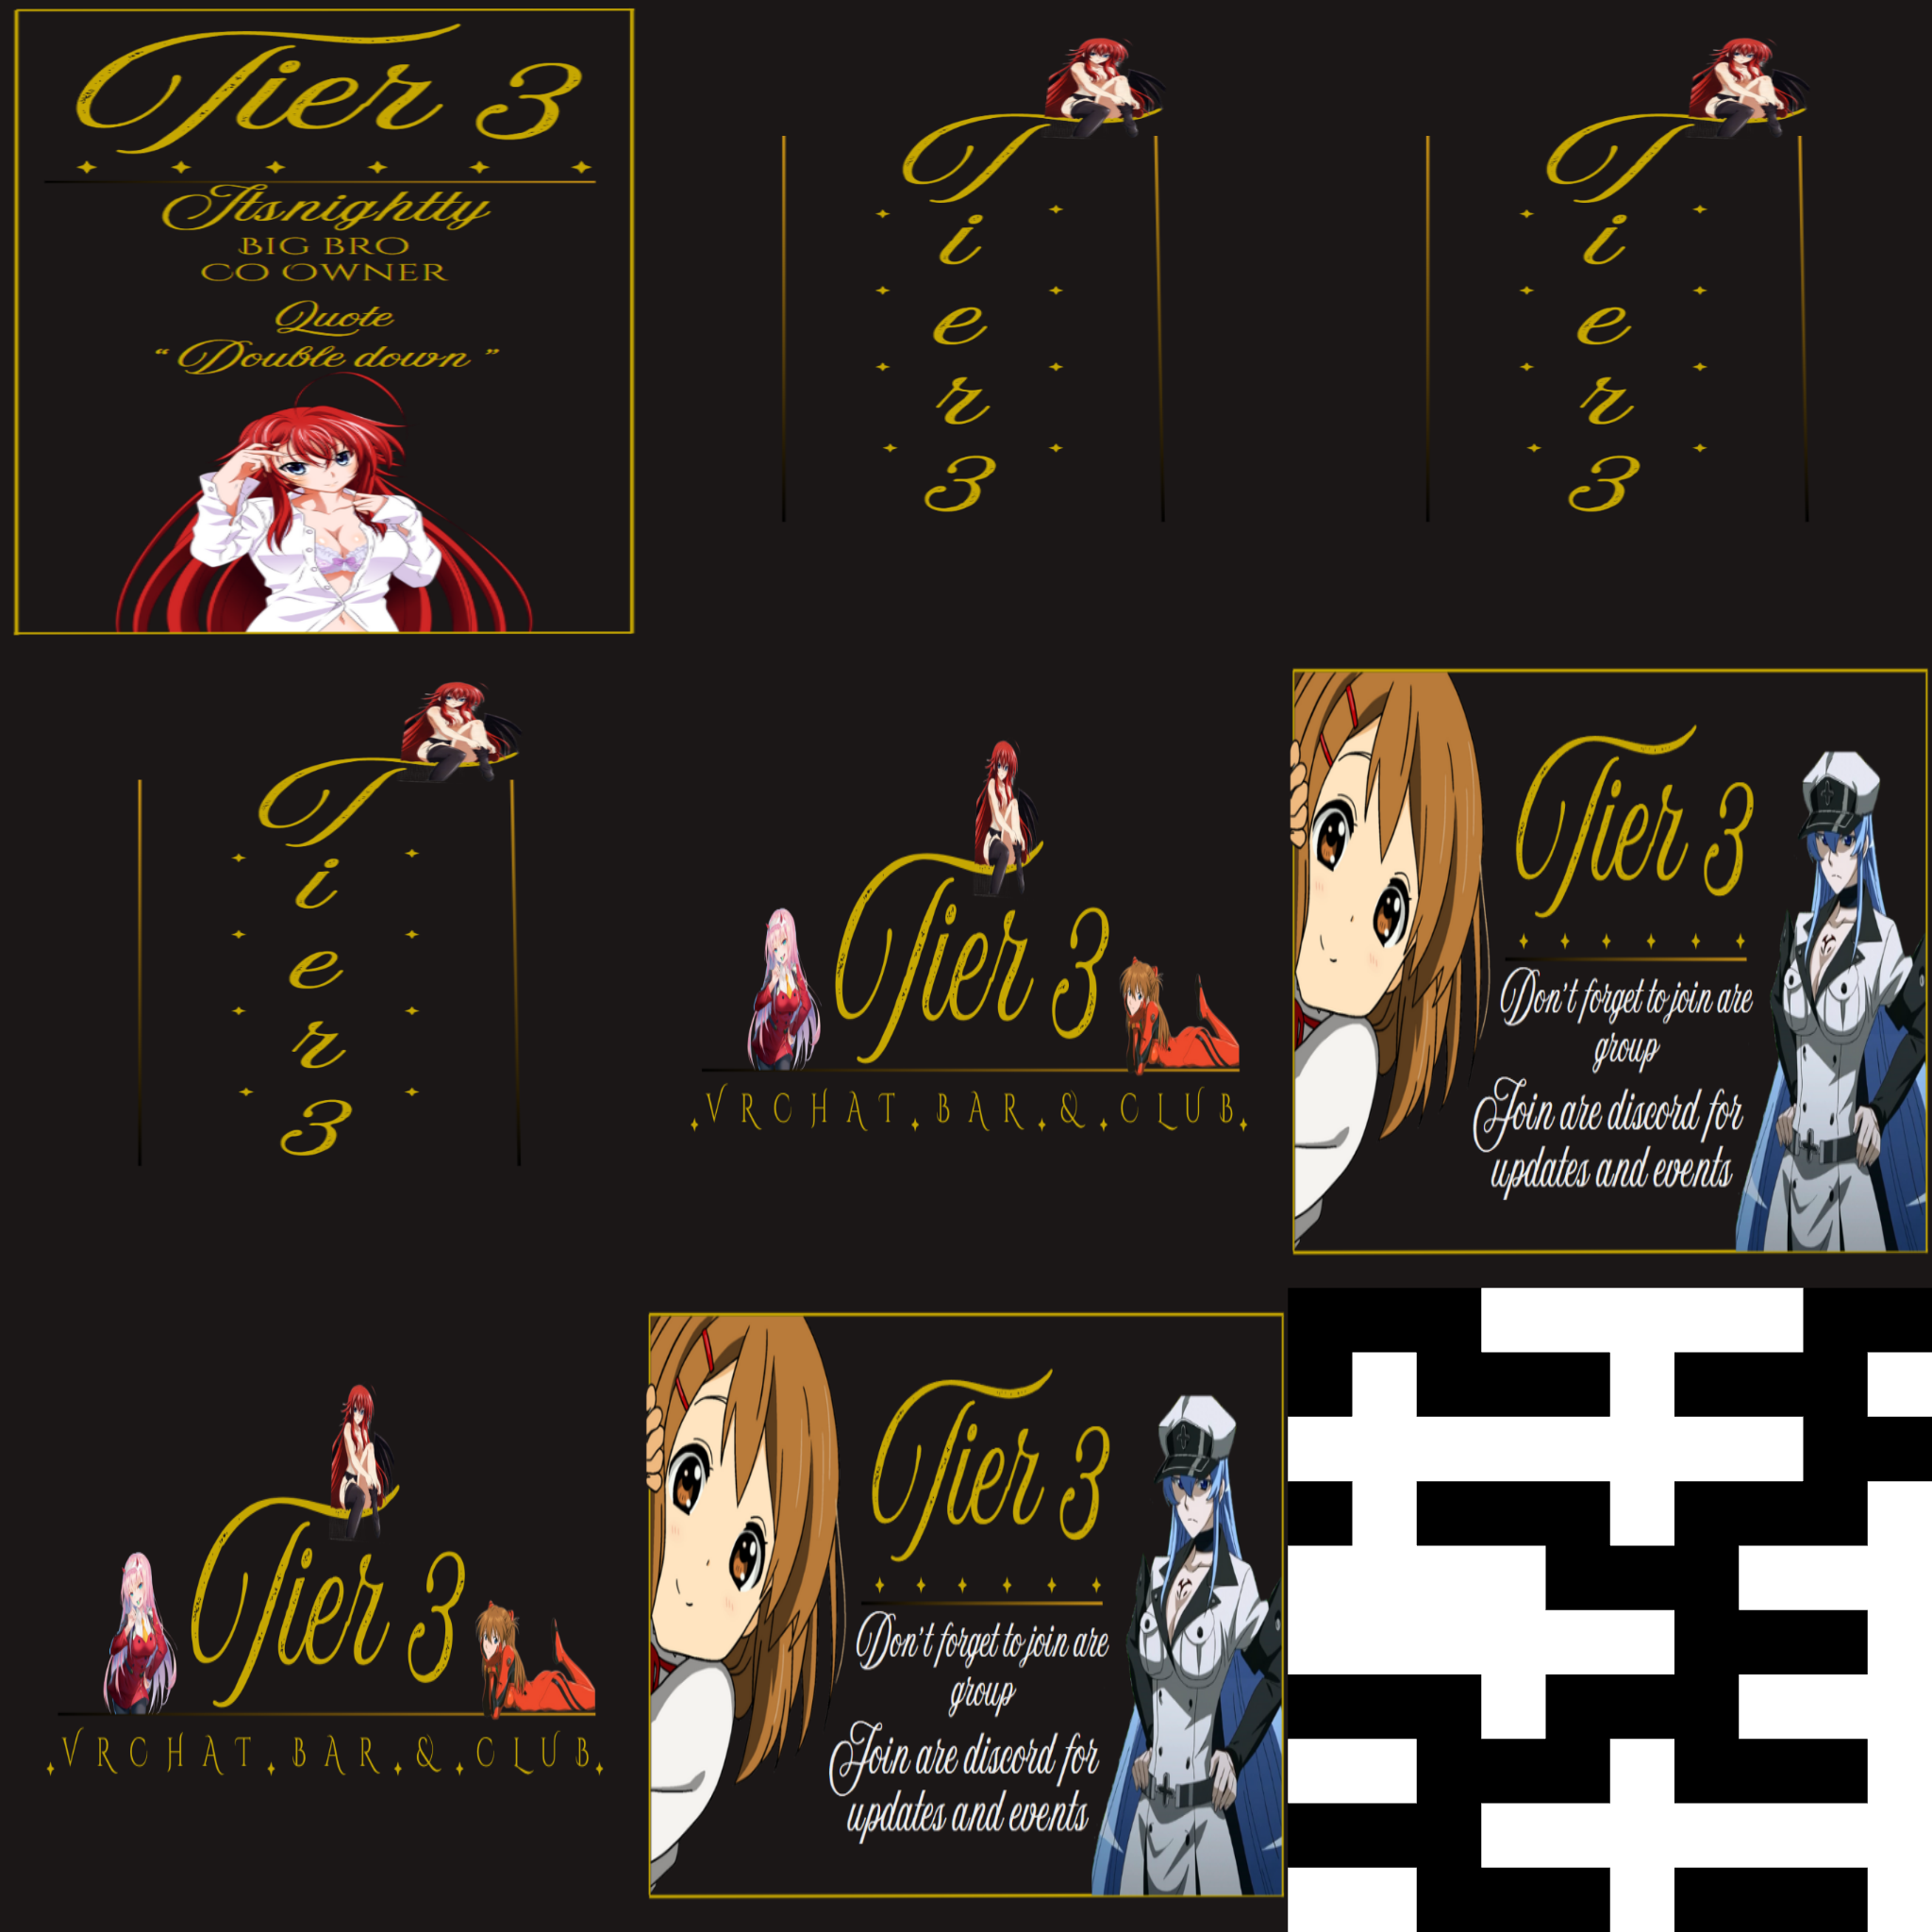 Tier 3
Itsnightty
BIG BRO
CO OWNER
Quote
“ Double down ”
T
i
e
r
3
T
i
e
r
3
T
i
e
r
3
Tier 3
VRCHAT BAR & CLUB
Tier 3
Don't forget to join are
group
Join are discord for
updates and events
Tier 3
VRCHAT BAR & CLUB
Tier 3
Don't forget to join are
group
Join are discord for
updates and events